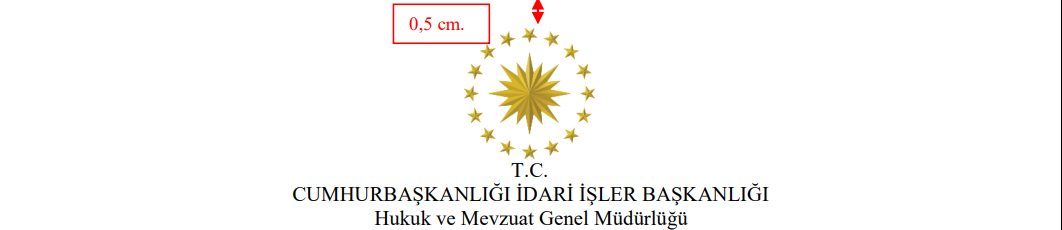 0,5 cm.
T.C.
CUMHURBAŞKANLIĞI İDARİ İŞLER BAŞKANLIĞI
Hukuk ve Mevzuat Genel Müdürlüğü